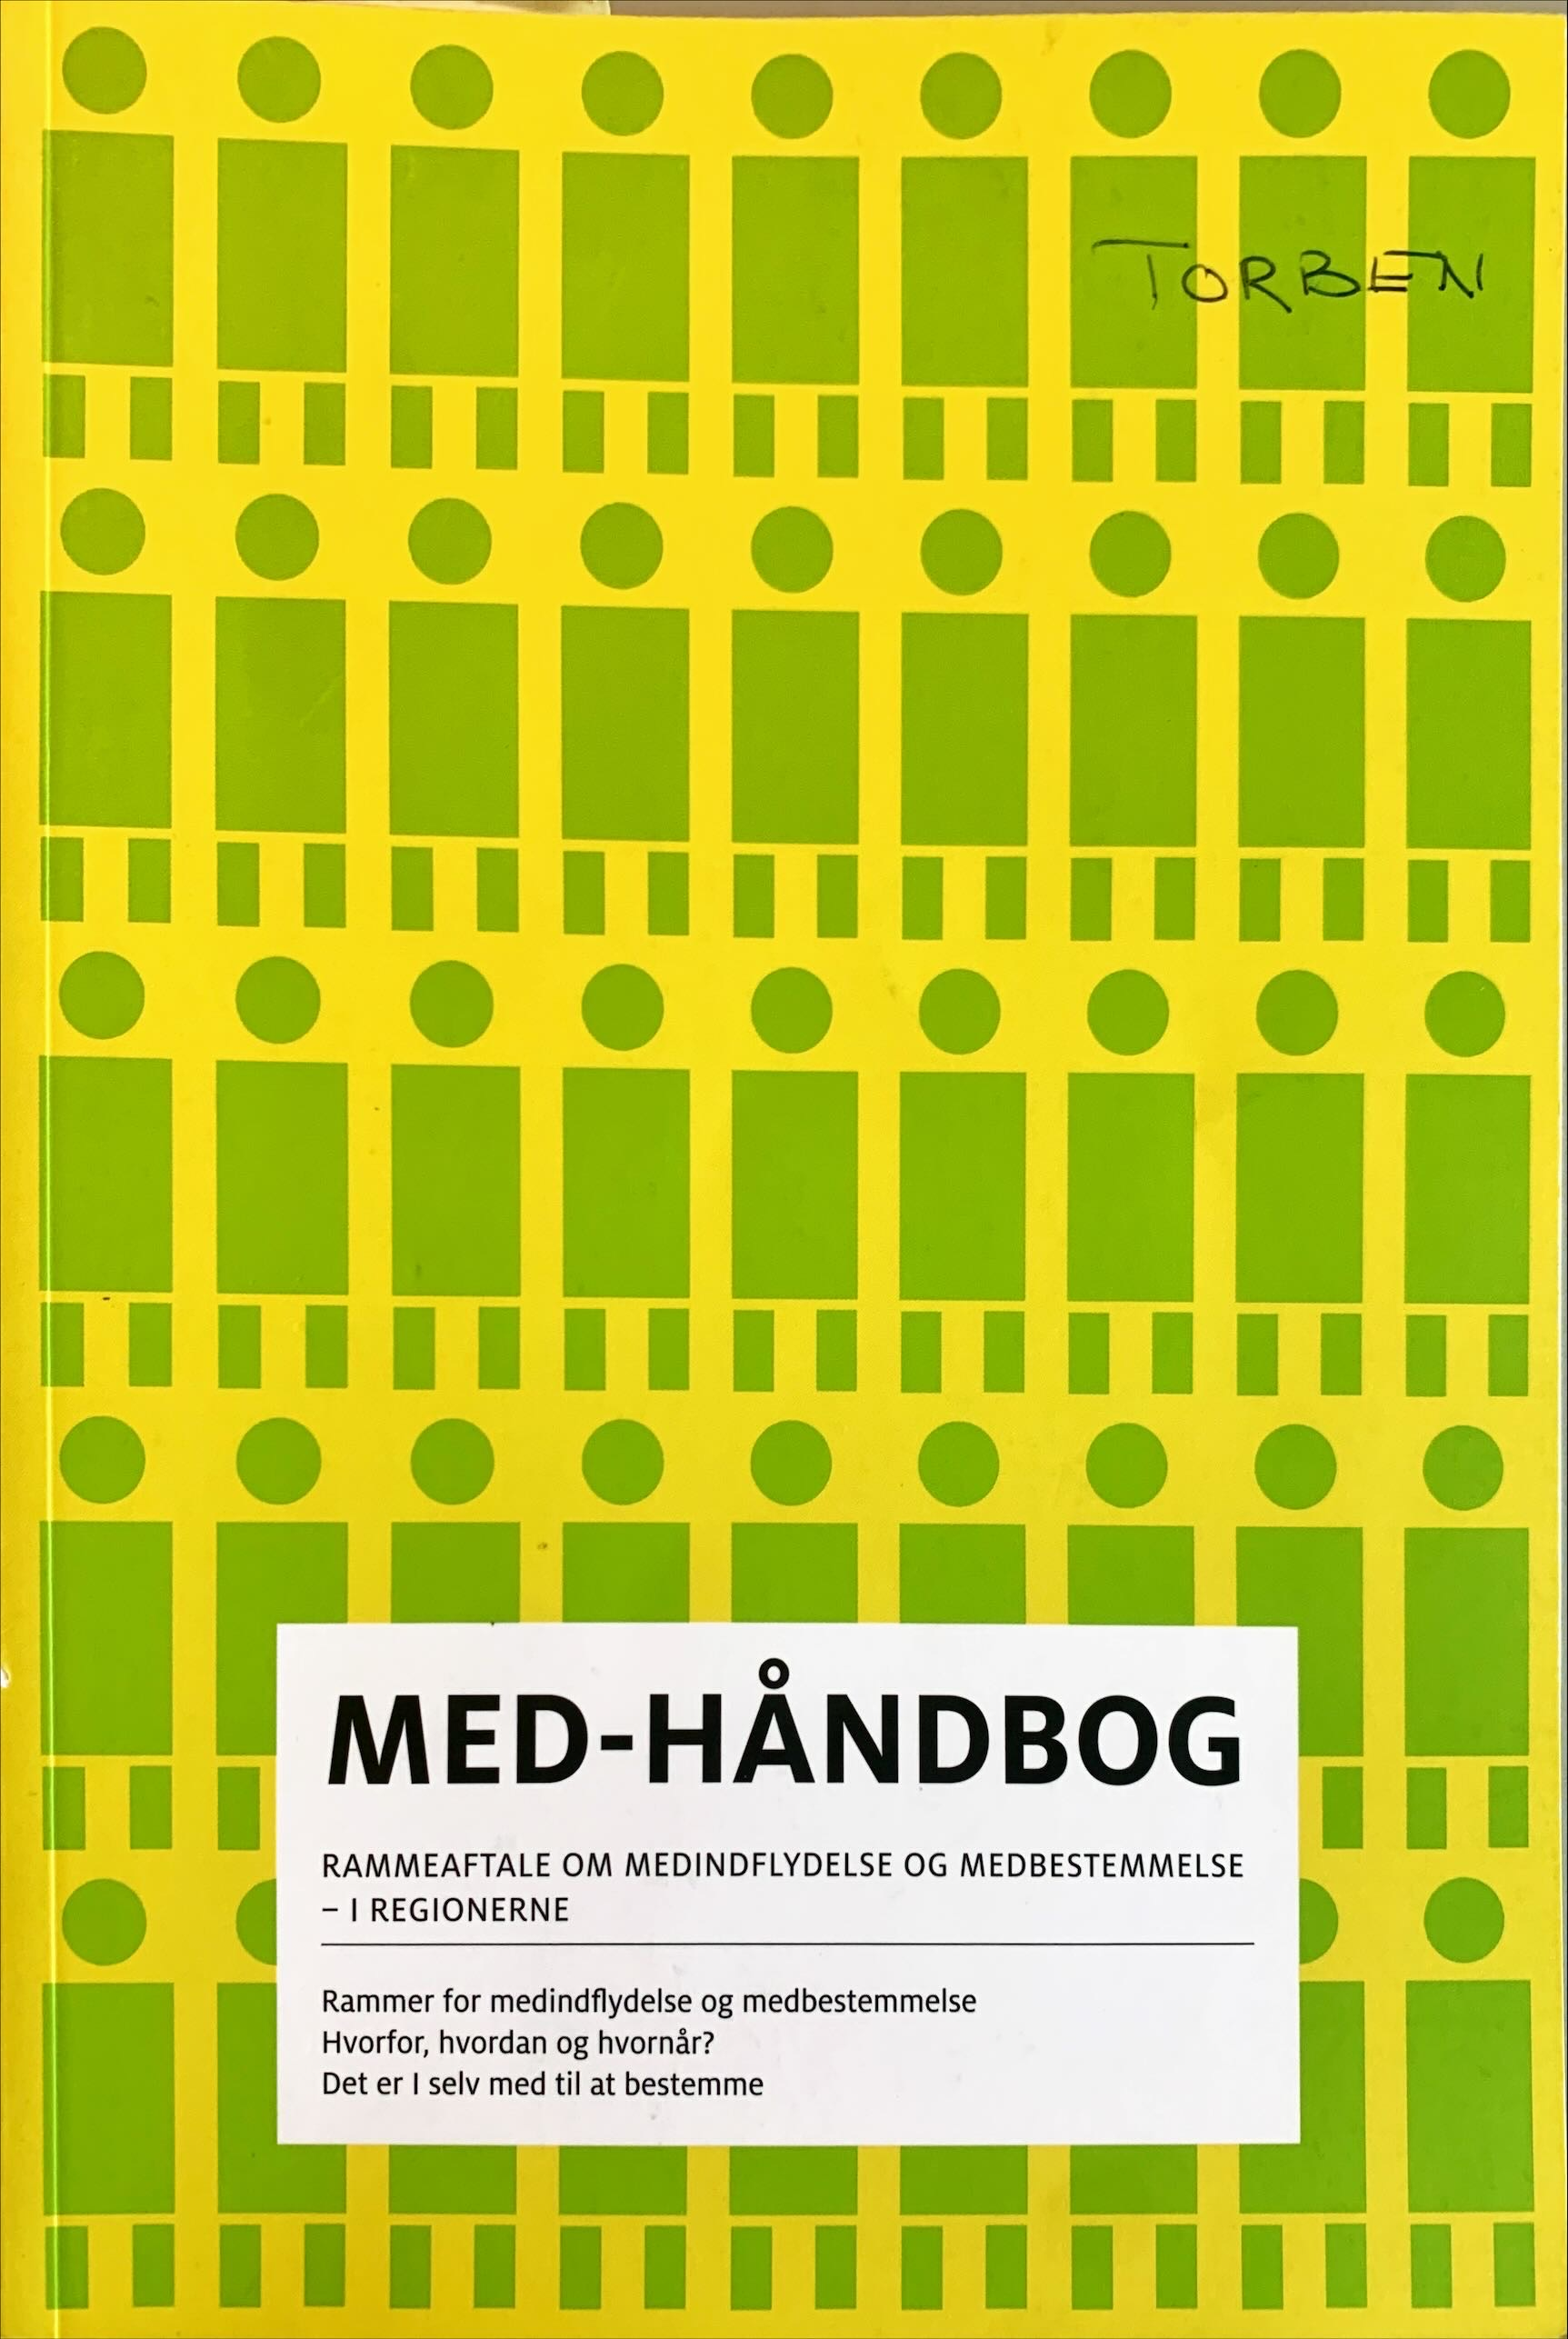 TORBEN
MED-HÅNDBOG
RAMMEAFTALE OM MEDINDFLYDELSE OG MEDBESTEMMELSE
– I REGIONERNE
Rammer for medindflydelse og medbestemmelse
Hvorfor, hvordan og hvornår?
Det er I selv med til at bestemme